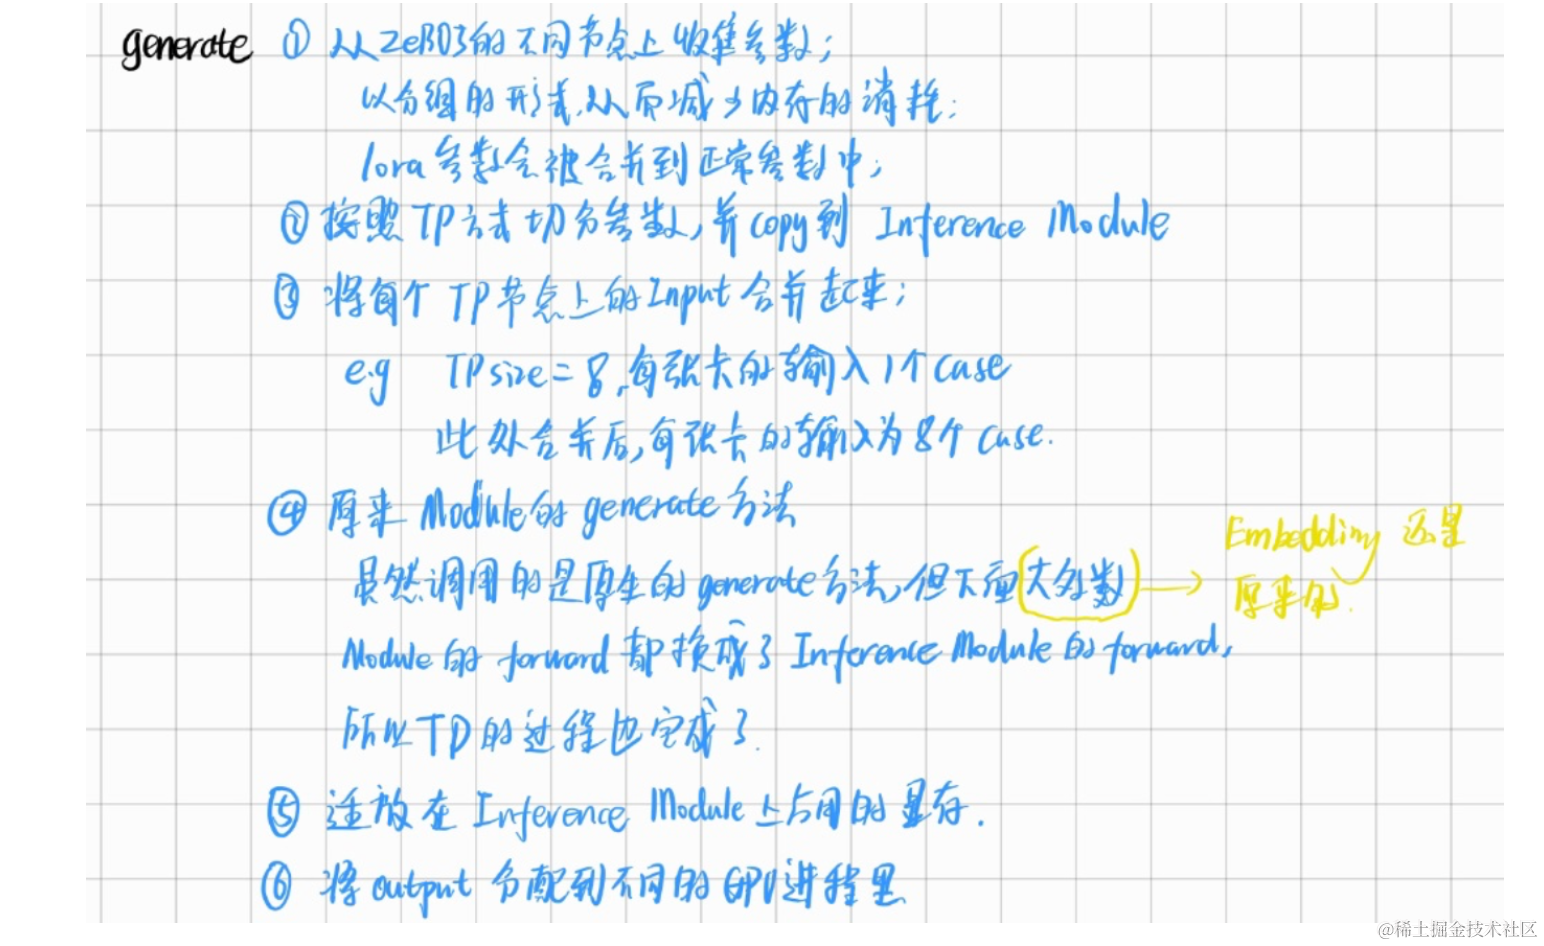 generate ① 从ZeRO3的不同节点上收集参数;
以分组的形式,从而减少内存的消耗;
lora参数会被合并到正常参数中;
② 按照TP方式切分参数,并copy到 Inference Module
③ 将每个TP节点上的Input合并起来;
e.g TPsize=8,每张卡的输入1个case
此处合并后,每张卡的输入为8个case.
④ 原来Module的generate方法
虽然调用的是原生的generate方法,但下面大多数 → Embedding 还是
原来的.
Module的forward都换成了Inference Module的forward,
所以TP的过程也完成了.
⑤ 释放在 Inference Module上占用的显存.
⑥ 将output 分配到不同的GPU进程里
@稀土掘金技术社区